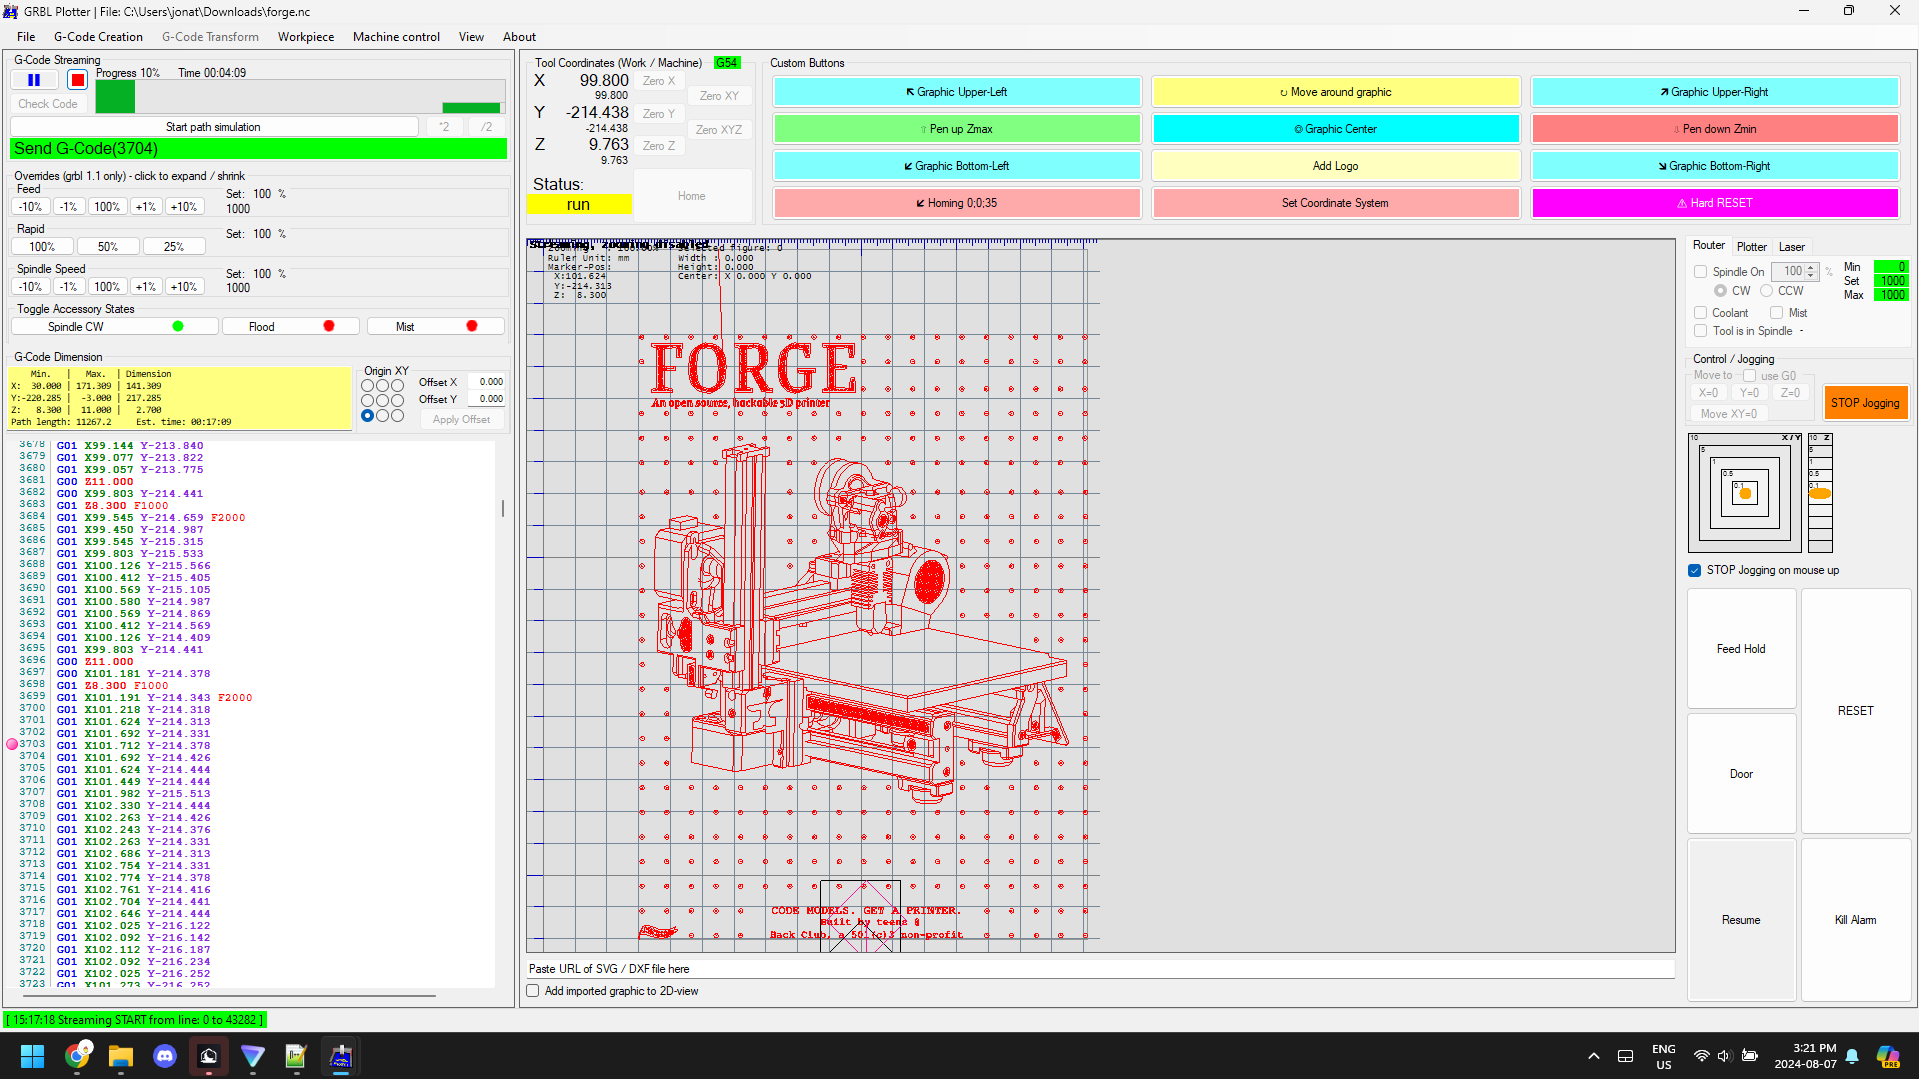 GRBL Plotter | File: C:\Users\jonat\Downloads\forge.nc
File G-Code Creation G-Code Transform Workpiece Machine control View About
G-Code Streaming
Progress 10% Time 00:04:09
Check Code
Start path simulation *2 /2
Send G-Code(3704)
Overrides (grbl 1.1 only) - click to expand / shrink
Feed Set: 100 %
-10% -1% 100% +1% +10% 1000
Rapid Set: 100 %
100% 50% 25%
Spindle Speed Set: 100 %
-10% -1% 100% +1% +10% 1000
Toggle Accessory States
Spindle CW Flood Mist
G-Code Dimension
Min. | Max. | Dimension
X: 30.000 | 171.309 | 141.309
Y:-220.285 | -3.000 | 217.285
Z: 8.300 | 11.000 | 2.700
Path length: 11267.2 Est. time: 00:17:09
Origin XY
Offset X 0.000
Offset Y 0.000
Apply Offset
3678 G01 X99.144 Y-213.840
3679 G01 X99.077 Y-213.822
3680 G01 X99.057 Y-213.775
3681 G00 Z11.000
3682 G00 X99.803 Y-214.441
3683 G01 Z8.300 F1000
3684 G01 X99.545 Y-214.659 F2000
3685 G01 X99.450 Y-214.987
3686 G01 X99.545 Y-215.315
3687 G01 X99.803 Y-215.533
3688 G01 X100.126 Y-215.566
3689 G01 X100.412 Y-215.405
3690 G01 X100.569 Y-215.105
3691 G01 X100.580 Y-214.987
3692 G01 X100.569 Y-214.869
3693 G01 X100.412 Y-214.569
3694 G01 X100.126 Y-214.409
3695 G01 X99.803 Y-214.441
3696 G00 Z11.000
3697 G00 X101.181 Y-214.378
3698 G01 Z8.300 F1000
3699 G01 X101.191 Y-214.343 F2000
3700 G01 X101.218 Y-214.318
3701 G01 X101.624 Y-214.313
3702 G01 X101.692 Y-214.331
3703 G01 X101.712 Y-214.378
3704 G01 X101.692 Y-214.426
3705 G01 X101.624 Y-214.444
3706 G01 X101.449 Y-214.444
3707 G01 X101.982 Y-215.513
3708 G01 X102.330 Y-214.444
3709 G01 X102.263 Y-214.426
3710 G01 X102.243 Y-214.376
3711 G01 X102.263 Y-214.331
3712 G01 X102.686 Y-214.313
3713 G01 X102.754 Y-214.331
3714 G01 X102.774 Y-214.378
3715 G01 X102.761 Y-214.416
3716 G01 X102.704 Y-214.441
3717 G01 X102.646 Y-214.444
3718 G01 X102.025 Y-216.122
3719 G01 X102.092 Y-216.142
3720 G01 X102.112 Y-216.187
3721 G01 X102.092 Y-216.234
3722 G01 X102.025 Y-216.252
3723 G01 X101.273 Y-216.252
[ 15:17:18 Streaming START from line: 0 to 43282 ]
Tool Coordinates (Work / Machine) G54
X 99.800 Zero X
99.800 Zero XY
Y -214.438 Zero Y
-214.438 Zero XYZ
Z 9.763 Zero Z
9.763
Status:
run
Home
Custom Buttons
Graphic Upper-Left Move around graphic Graphic Upper-Right
Pen up Zmax Graphic Center Pen down Zmin
Graphic Bottom-Left Add Logo Graphic Bottom-Right
Homing 0;0;35 Set Coordinate System Hard RESET
Streaming, zooming disabled
Selected figure: 0
Ruler Unit: mm Width : 0.000
Marker-Pos: Height: 0.000
X:101.624 Center: X 0.000 Y 0.000
Y:-214.313
Z: 8.300
FORGE
An open source, hackable 3D printer
CODE MODELS. GET A PRINTER.
Built by teens @
Hack Club, a 501(c)3 non-profit
Paste URL of SVG / DXF file here
Add imported graphic to 2D-view
Router Plotter Laser
Spindle On 100 %
CW CCW
Coolant Mist
Tool is in Spindle -
Min 0
Set 1000
Max 1000
Control / Jogging
Move to use G0
X=0 Y=0 Z=0
Move XY=0
STOP Jogging
10 X / Y 10 Z
5 5
1 1
0.5 0.5
0.1 0.1
STOP Jogging on mouse up
Feed Hold
RESET
Door
Resume
Kill Alarm
ENG
US
3:21 PM
2024-08-07
PRE